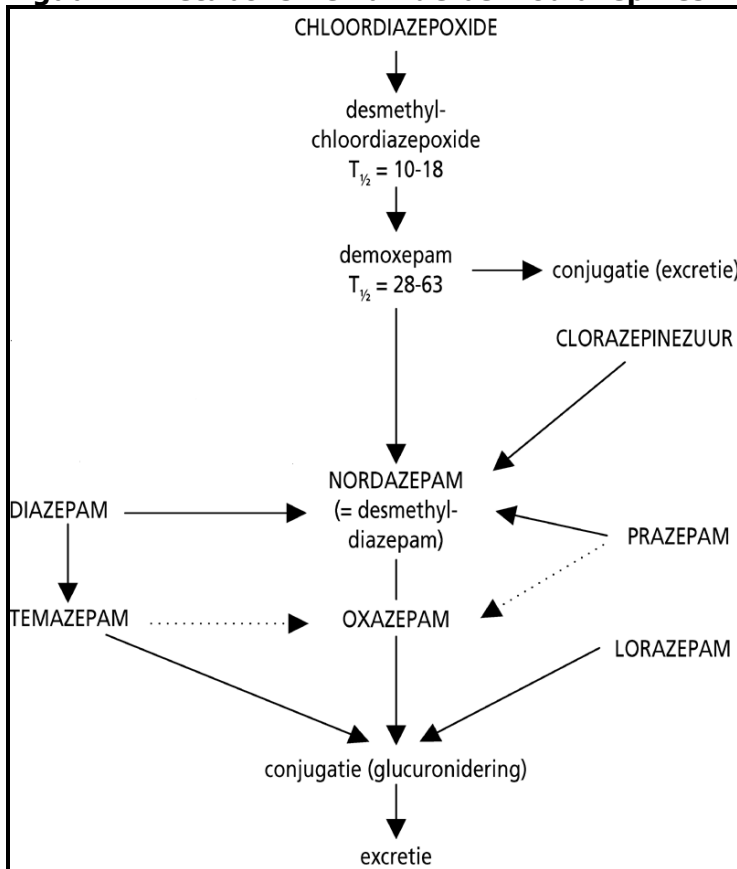 CHLOORDIAZEPOXIDE
desmethyl-
chloordiazepoxide
T½ = 10-18
demoxepam
T½ = 28-63
conjugatie (excretie)
CLORAZEPINEZUUR
NORDAZEPAM
(= desmethyl-
diazepam)
DIAZEPAM
PRAZEPAM
TEMAZEPAM
OXAZEPAM
LORAZEPAM
conjugatie (glucuronidering)
excretie